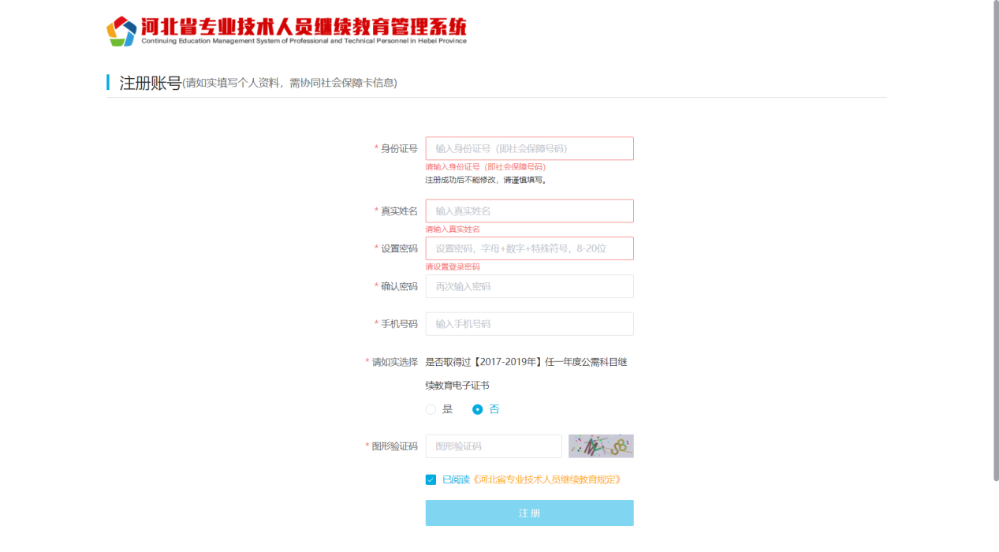 河北省专业技术人员继续教育管理系统
Continuing Education Management System of Professional and Technical Personnel in Hebei Province
注册账号(请如实填写个人资料，需协同社会保障卡信息)
* 身份证号 输入身份证号（即社会保障号码）
请输入身份证号（即社会保障号码）
注册成功后不能修改，请谨慎填写。
* 真实姓名 输入真实姓名
请输入真实姓名
* 设置密码 设置密码，字母+数字+特殊符号，8-20位
请设置登录密码
* 确认密码 再次输入密码
* 手机号码 输入手机号码
* 请如实选择 是否取得过【2017-2019年】任一年度公需科目继
续教育电子证书
是 否
* 图形验证码 图形验证码
已阅读《河北省专业技术人员继续教育规定》
注 册